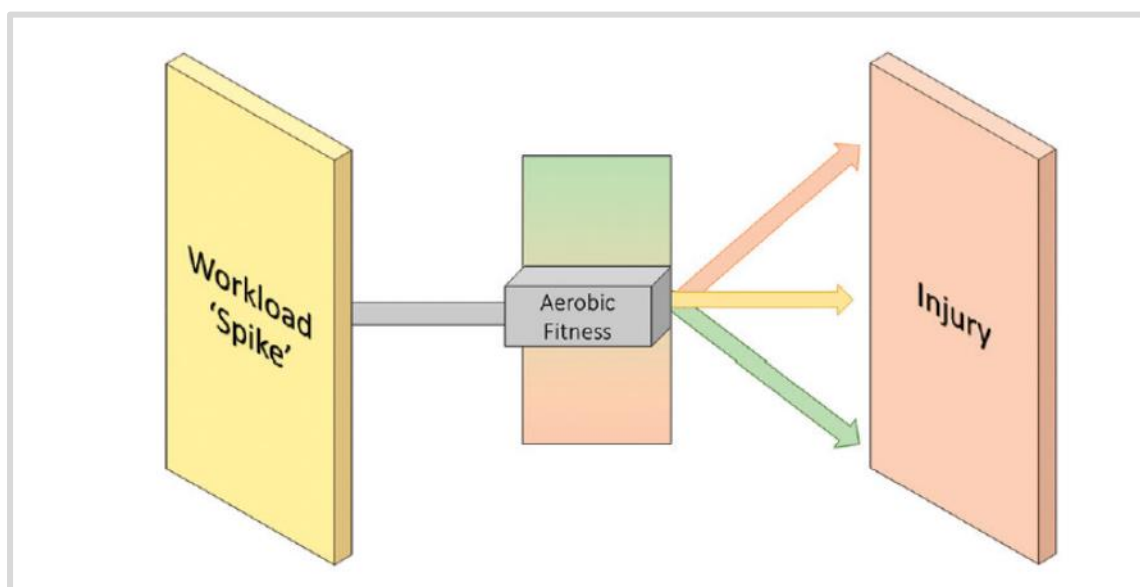 Workload
‘Spike’
Aerobic
Fitness
Injury